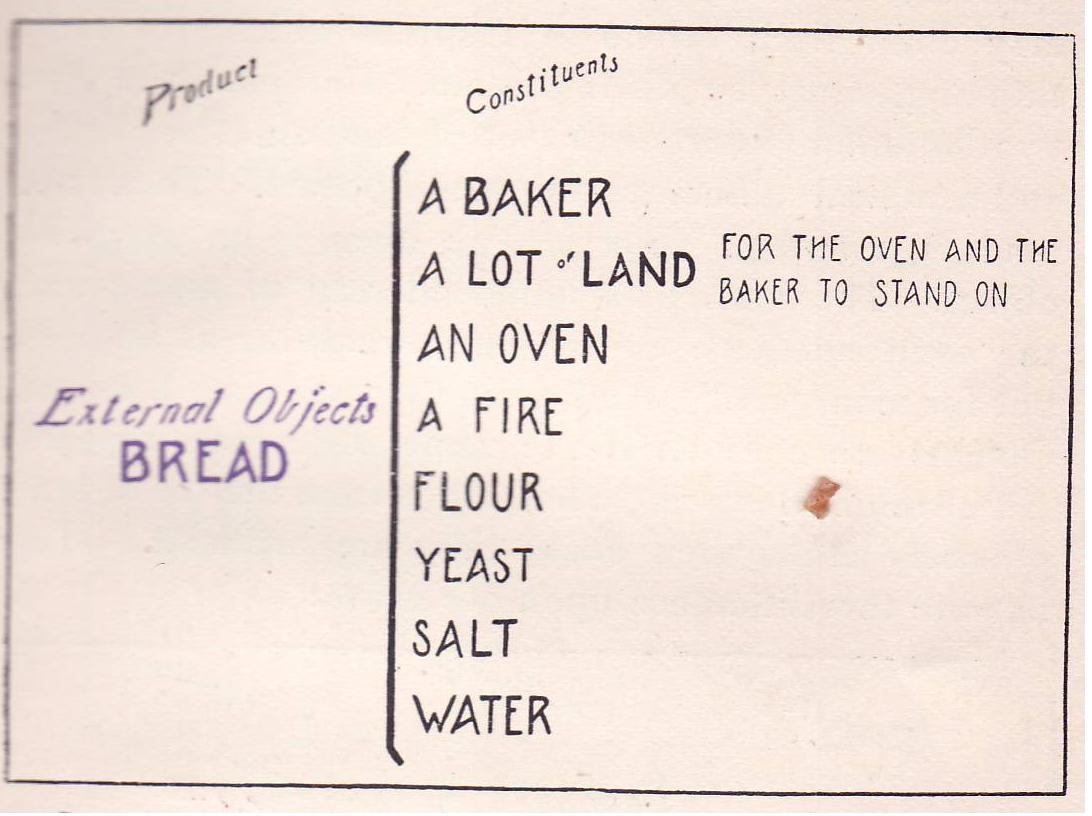 Product
Constituents
A BAKER
A LOT o' LAND
FOR THE OVEN AND THE
BAKER TO STAND ON
AN OVEN
External Objects
A FIRE
BREAD
FLOUR
YEAST
SALT
WATER